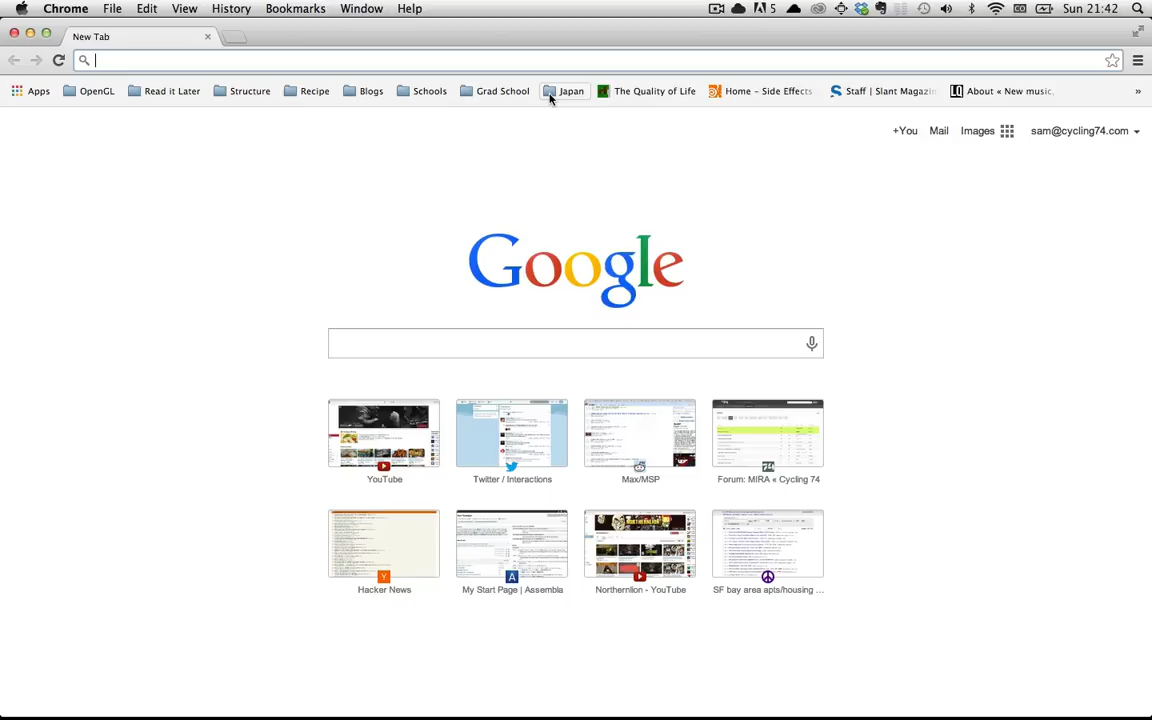 Chrome File Edit View History Bookmarks Window Help 5 Sun 21:42
New Tab
Apps OpenGL Read it Later Structure Recipe Blogs Schools Grad School Japan The Quality of Life Home – Side Effects Staff | Slant Magazin LQ About « New music, »
+You Mail Images sam@cycling74.com
Google
YouTube Twitter / Interactions Max/MSP Forum: MIRA « Cycling 74
Hacker News My Start Page | Assembla Northernlion - YouTube SF bay area apts/housing ...